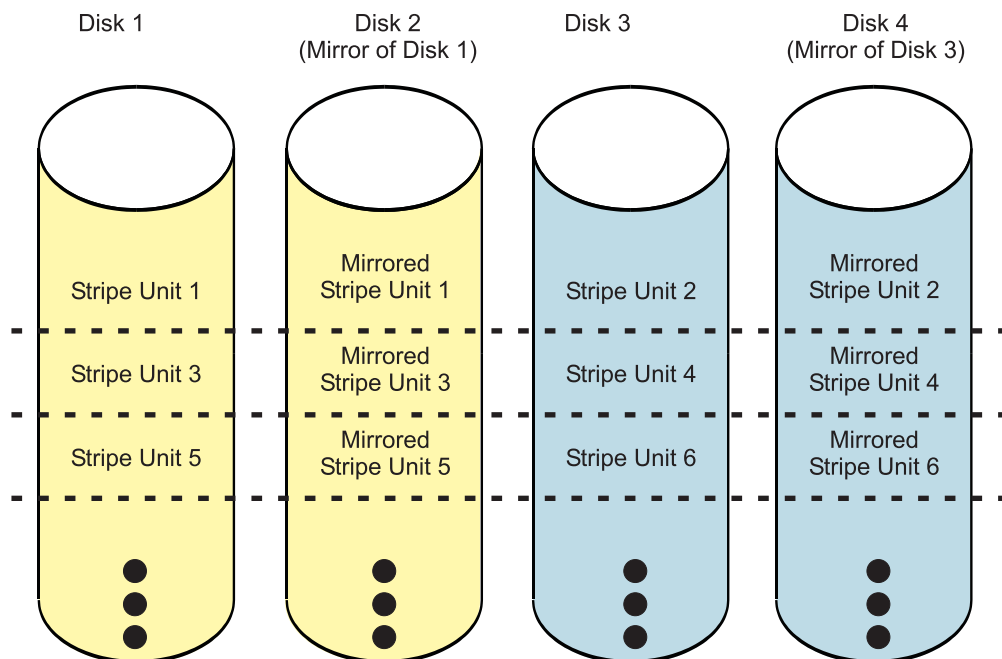 Disk 1
Disk 2
(Mirror of Disk 1)
Disk 3
Disk 4
(Mirror of Disk 3)
Stripe Unit 1
Mirrored
Stripe Unit 1
Stripe Unit 2
Mirrored
Stripe Unit 2
Stripe Unit 3
Mirrored
Stripe Unit 3
Stripe Unit 4
Mirrored
Stripe Unit 4
Stripe Unit 5
Mirrored
Stripe Unit 5
Stripe Unit 6
Mirrored
Stripe Unit 6